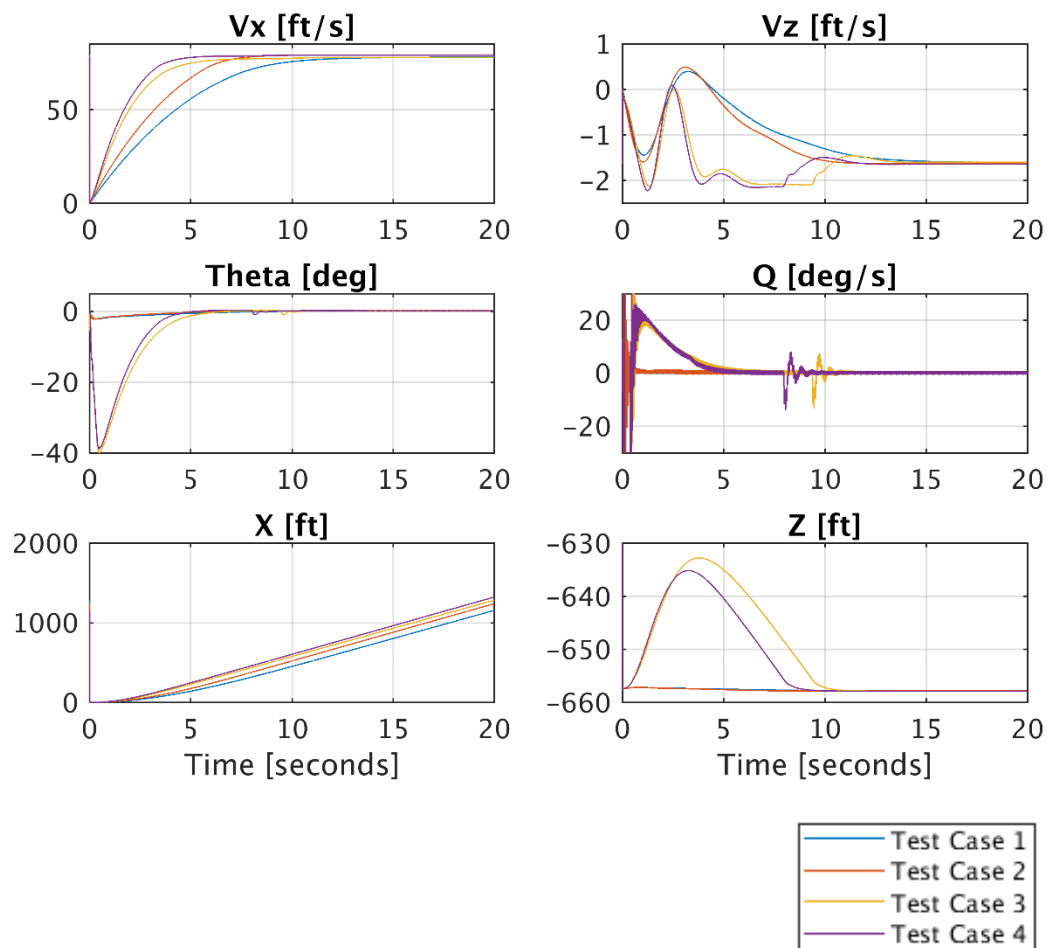 Vx [ft/s]
50
0
0 5 10 15 20
Vz [ft/s]
1
0
−1
−2
0 5 10 15 20
Theta [deg]
0
−20
−40
0 5 10 15 20
Q [deg/s]
20
0
−20
0 5 10 15 20
X [ft]
2000
1000
0
0 5 10 15 20
Time [seconds]
Z [ft]
−630
−640
−650
−660
0 5 10 15 20
Time [seconds]
Test Case 1
Test Case 2
Test Case 3
Test Case 4